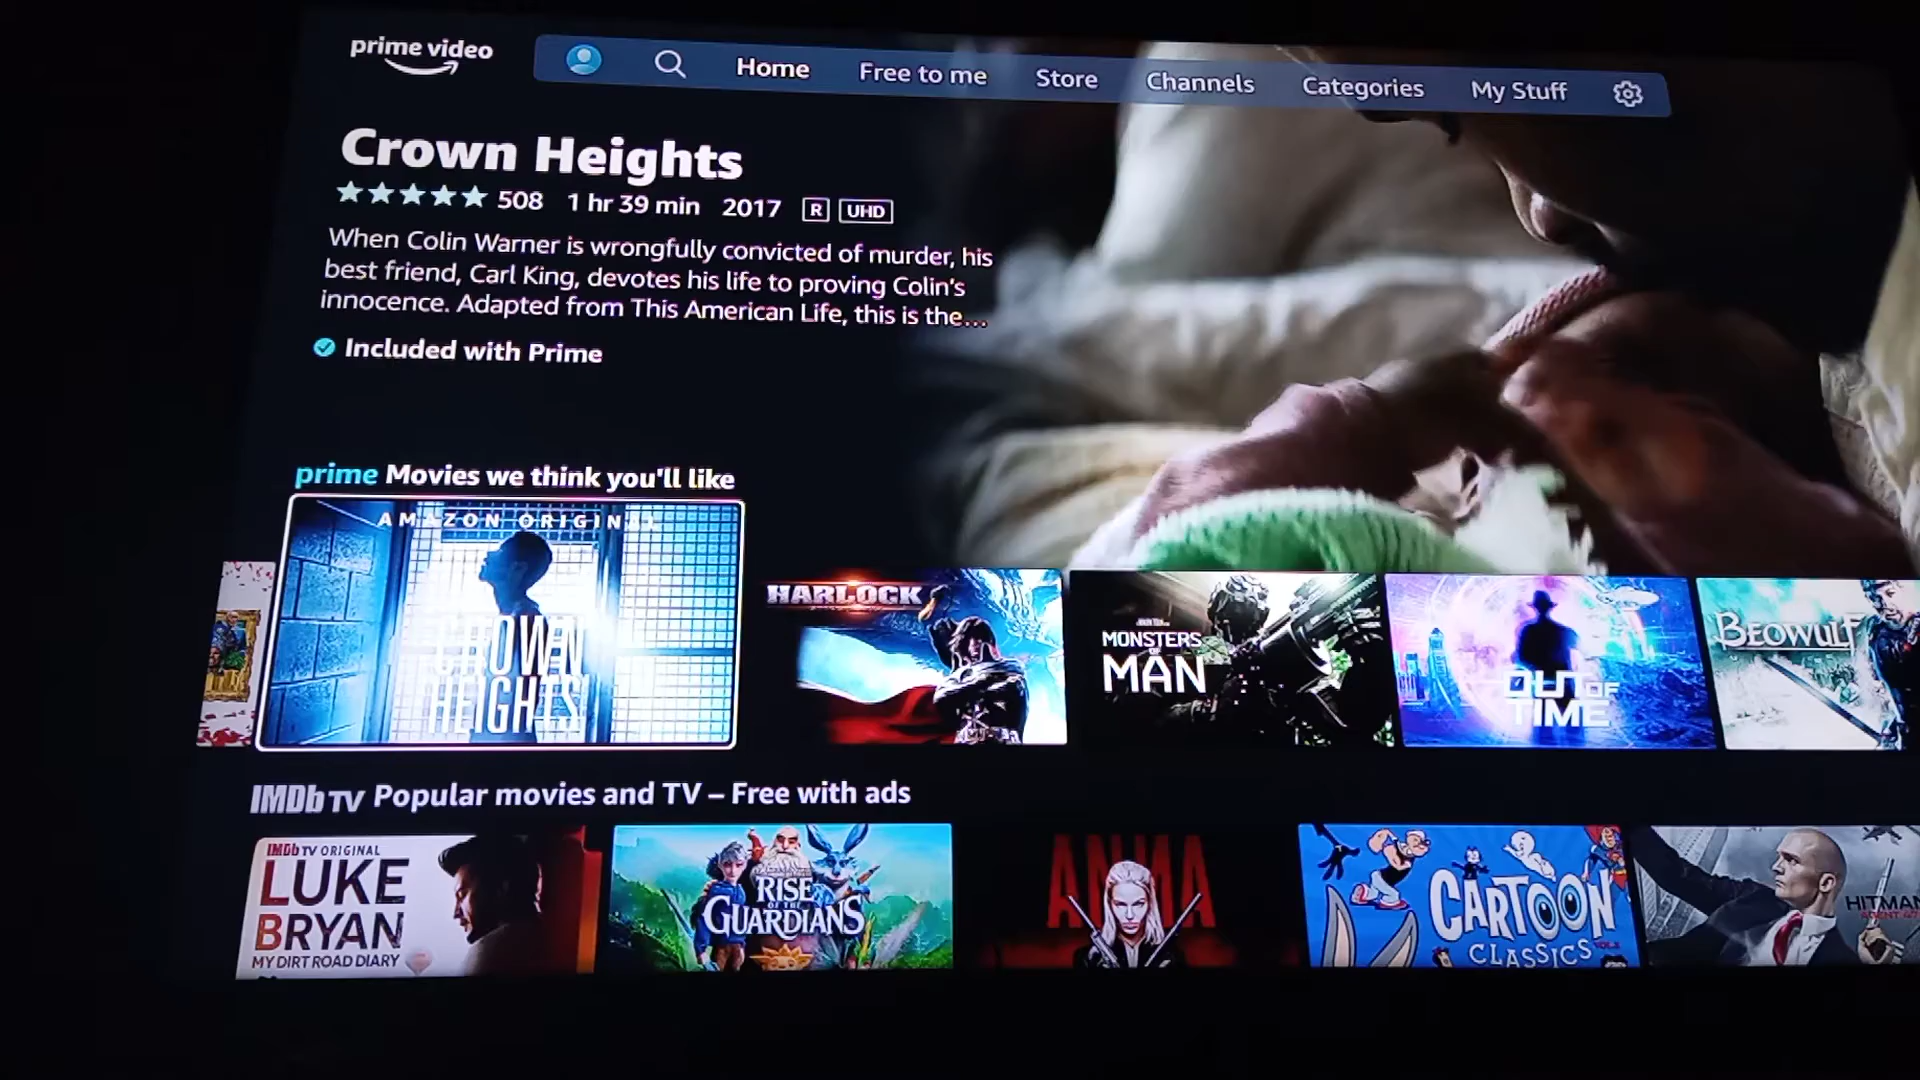 prime video
Home
Free to me
Store
Channels
Categories
My Stuff
Crown Heights
508 1 hr 39 min 2017 R UHD
When Colin Warner is wrongfully convicted of murder, his
best friend, Carl King, devotes his life to proving Colin's
innocence. Adapted from This American Life, this is the...
Included with Prime
prime Movies we think you'll like
AMAZON ORIGINAL
CROWN
HEIGHTS
HARLOCK
MONSTERS
OF
MAN
OUT OF
TIME
BEOWULF
IMDb TV Popular movies and TV – Free with ads
IMDb TV ORIGINAL
LUKE
BRYAN
MY DIRT ROAD DIARY
RISE
OF THE
GUARDIANS
ANNA
CARTOON
CLASSICS
HITMAN
AGENT 47